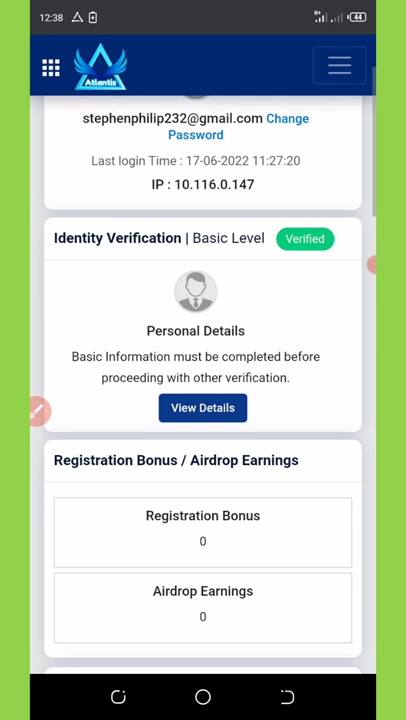 12:38
44
Atlantis
stephenphilip232@gmail.com Change
Password
Last login Time : 17-06-2022 11:27:20
IP : 10.116.0.147
Identity Verification | Basic Level Verified
Personal Details
Basic Information must be completed before
proceeding with other verification.
View Details
Registration Bonus / Airdrop Earnings
Registration Bonus
0
Airdrop Earnings
0